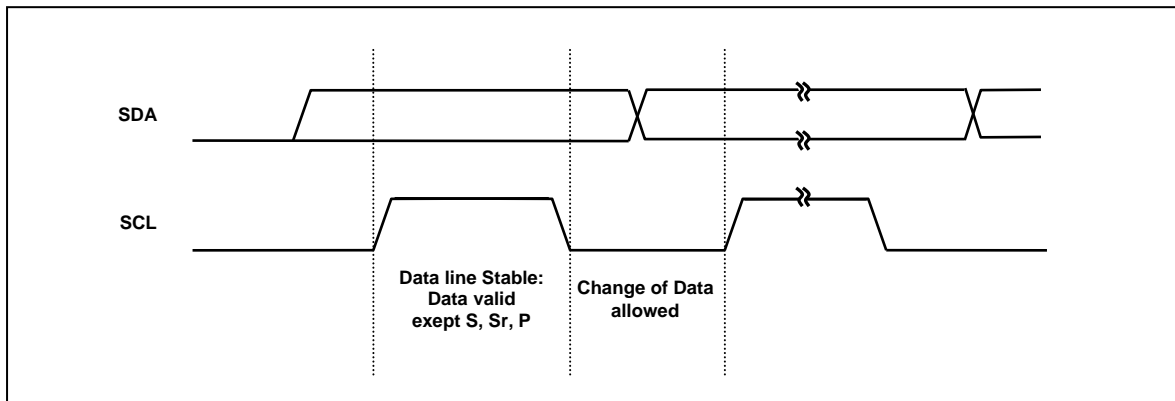 SDA
SCL
Data line Stable:
Data valid
exept S, Sr, P
Change of Data
allowed